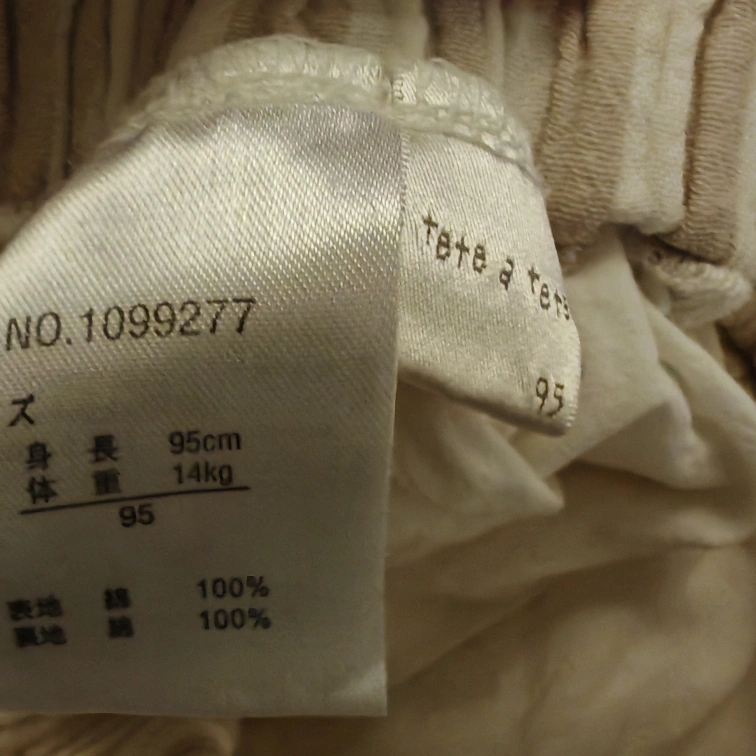 NO.1099277
ズ
身 長 95cm
体 重 14kg
95
表地 綿 100%
裏地 綿 100%
tete a tete
95